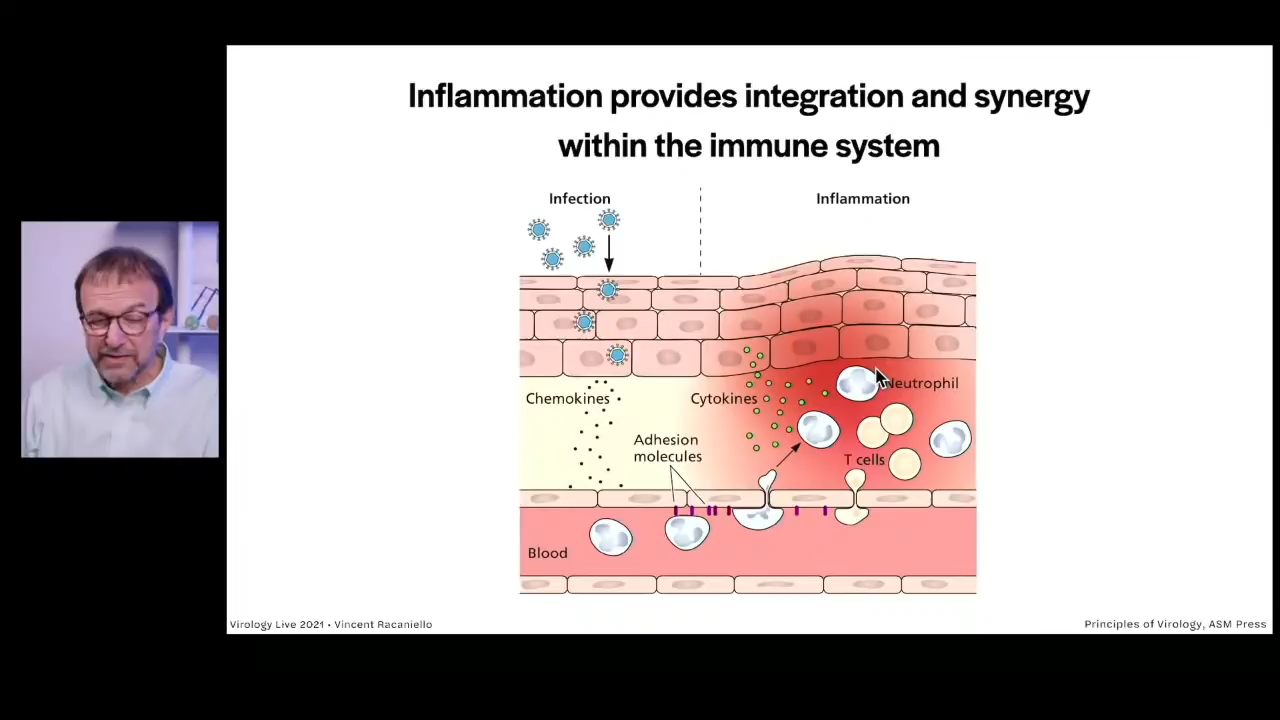 Inflammation provides integration and synergy
within the immune system
Infection
Inflammation
Chemokines
Cytokines
Neutrophil
Adhesion
molecules
T cells
Blood
Virology Live 2021 • Vincent Racaniello
Principles of Virology, ASM Press